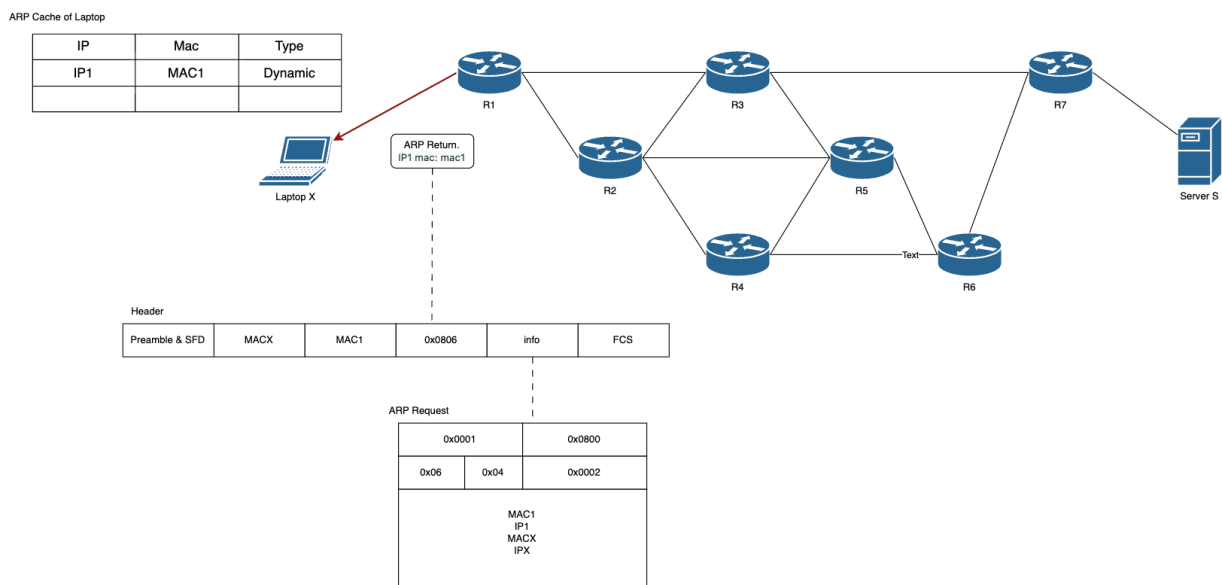 ARP Cache of Laptop
IP Mac Type
IP1 MAC1 Dynamic
R1
R3
R7
ARP Return.
IP1 mac: mac1
Laptop X
R2
R5
Server S
Text
R4
R6
Header
Preamble & SFD MACX MAC1 0x0806 info FCS
ARP Request
0x0001 0x0800
0x06 0x04 0x0002
MAC1
IP1
MACX
IPX